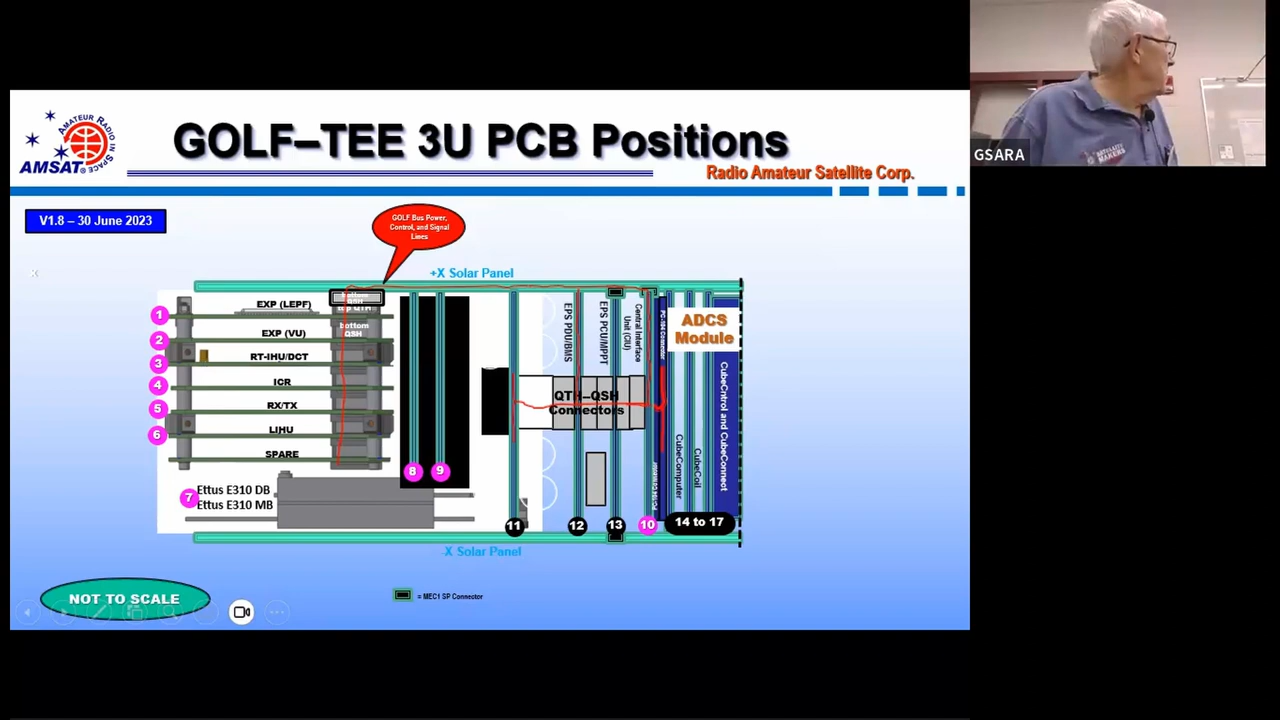 AMATEUR RADIO IN SPACE
AMSAT®
GOLF–TEE 3U PCB Positions
Radio Amateur Satellite Corp.
V1.8 – 30 June 2023
GOLF Bus Power,
Control, and Signal
Lines
+X Solar Panel
1
EXP (LEPF)
2
EXP (VU)
3
RT-IHU/DCT
4
ICR
5
RX/TX
6
LIHU
SPARE
7
Ettus E310 DB
Ettus E310 MB
bottom
QSH
8
9
EPS PDU/BMS
EPS PCU/MPPT
Central Interface
Unit (CIU)
QTH–QSH
Connectors
ADCS
Module
CubeComputer
CubeCoil
CubeCntrol and CubeConnect
11
12
13
10
14 to 17
X Solar Panel
NOT TO SCALE
= MEC1 SP Connector
GSARA
SATELLITE
MAKERS